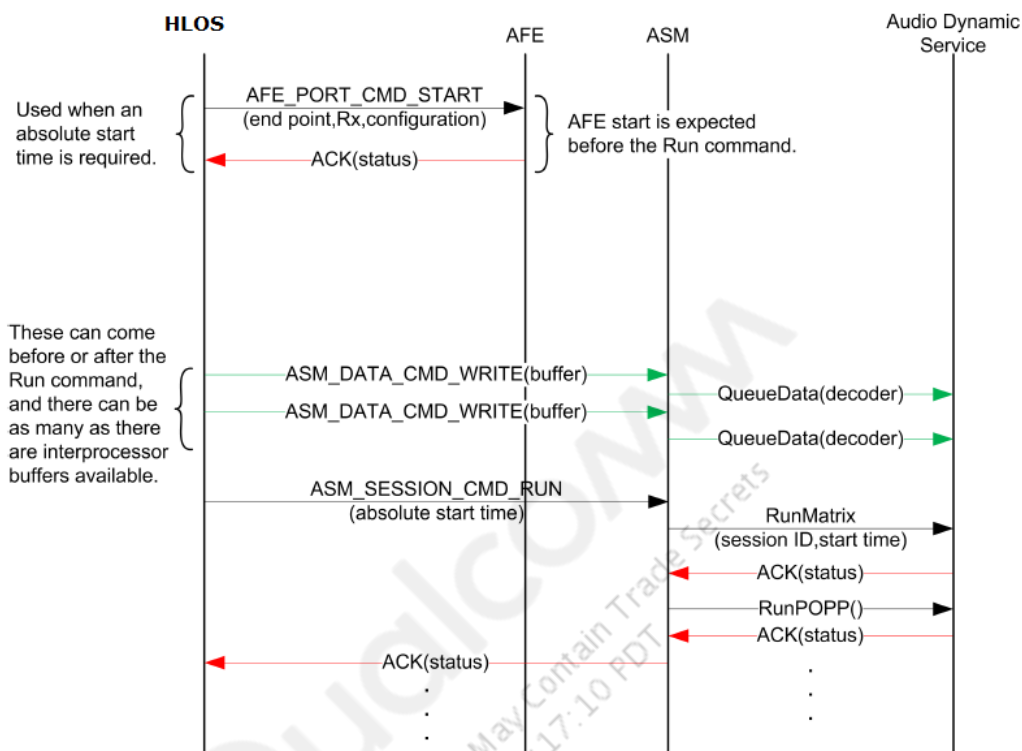 HLOS
AFE
ASM
Audio Dynamic
Service
Used when an
absolute start
time is required.
AFE_PORT_CMD_START
(end point,Rx,configuration)
ACK(status)
AFE start is expected
before the Run command.
These can come
before or after the
Run command,
and there can be
as many as there
are interprocessor
buffers available.
ASM_DATA_CMD_WRITE(buffer)
QueueData(decoder)
ASM_DATA_CMD_WRITE(buffer)
QueueData(decoder)
ASM_SESSION_CMD_RUN
(absolute start time)
RunMatrix
(session ID,start time)
ACK(status)
RunPOPP()
ACK(status)
ACK(status)
Qualcomm
May Contain Trade Secrets
17:10 PDT